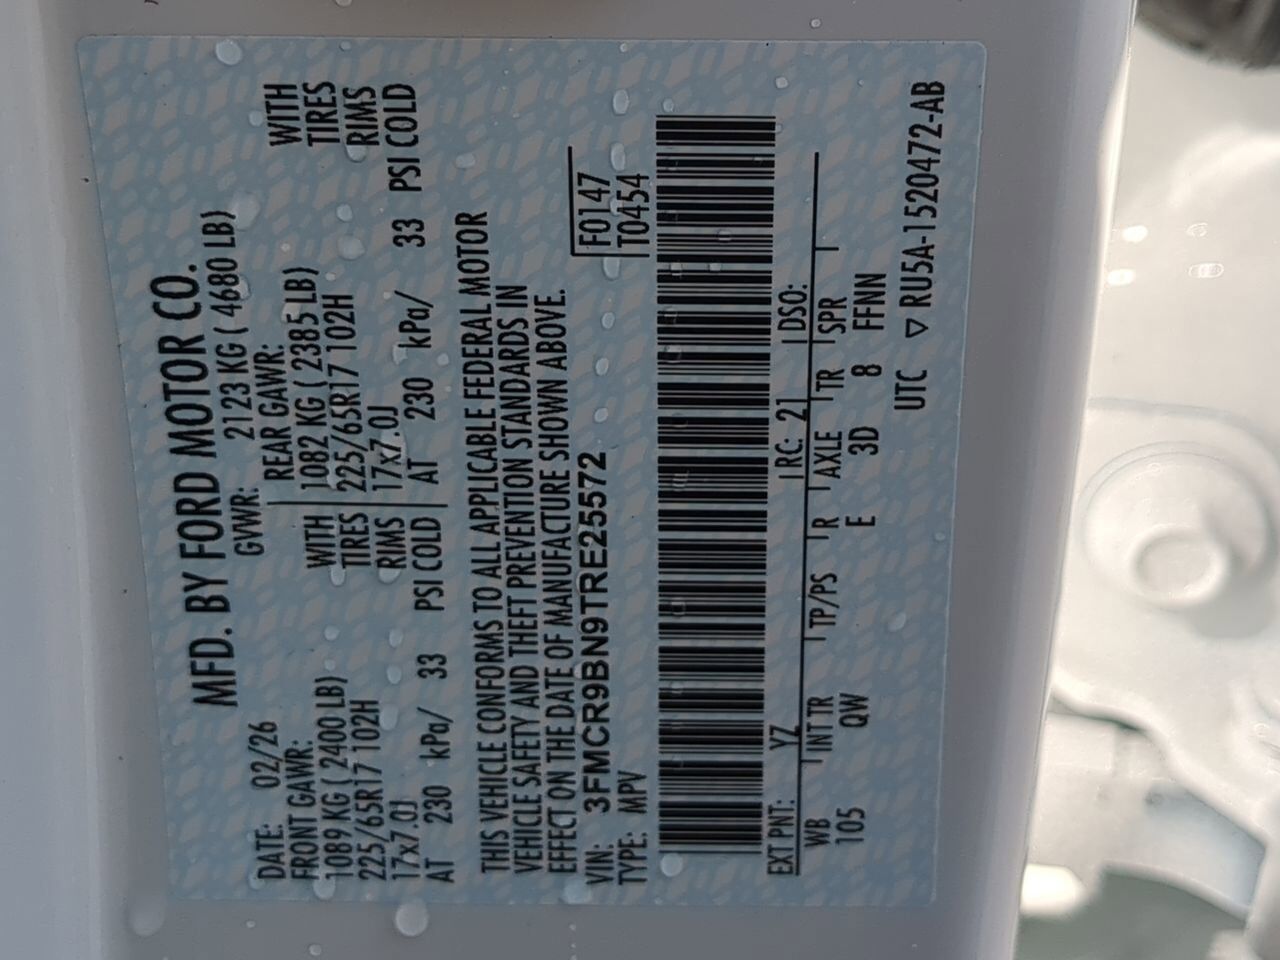 MFD. BY FORD MOTOR CO.
DATE: 02/26 GVWR: 2123 KG ( 4680 LB)
FRONT GAWR: REAR GAWR:
1089 KG ( 2400 LB) WITH 1082 KG ( 2385 LB) WITH
225/65R17 102H TIRES 225/65R17 102H TIRES
17x7.0J RIMS 17x7.0J RIMS
AT 230 kPa/ 33 PSI COLD AT 230 kPa/ 33 PSI COLD
THIS VEHICLE CONFORMS TO ALL APPLICABLE FEDERAL MOTOR
VEHICLE SAFETY AND THEFT PREVENTION STANDARDS IN
EFFECT ON THE DATE OF MANUFACTURE SHOWN ABOVE.
VIN: 3FMCR9BN9TRE25572 F0147
TYPE: MPV T0454
EXT PNT: YZ RC: 21 DSO:
WB INT TR TP/PS R AXLE TR SPR
105 QW E 3D 8 FFNN
UTC ▽ RU5A-1520472-AB